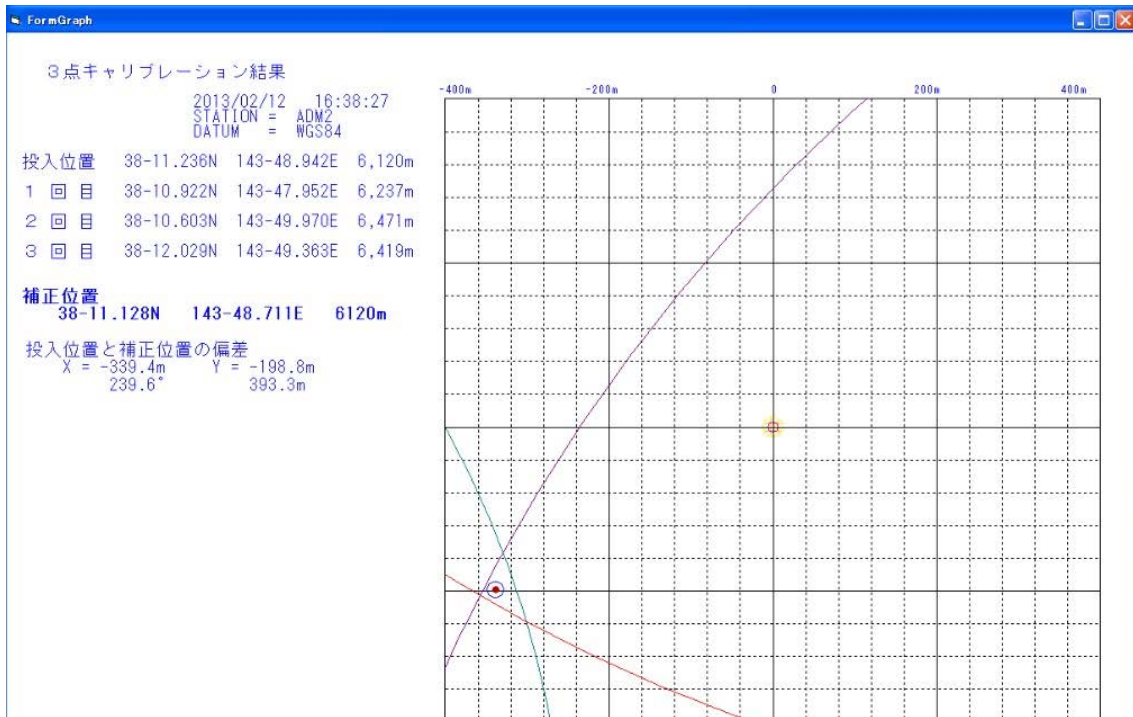 FormGraph
3点キャリブレーション結果
2013/02/12 16:38:27
STATION = ADM2
DATUM = WGS84
投入位置 38-11.236N 143-48.942E 6,120m
1 回 目 38-10.922N 143-47.952E 6,237m
2 回 目 38-10.603N 143-49.970E 6,471m
3 回 目 38-12.029N 143-49.363E 6,419m
補正位置
38-11.128N 143-48.711E 6120m
投入位置と補正位置の偏差
X = -339.4m Y = -198.8m
239.6° 393.3m
-400m -200m 0 200m 400m